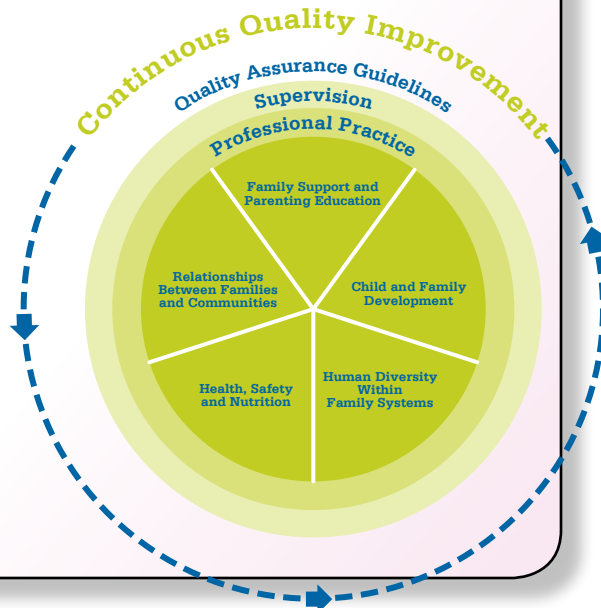 Continuous Quality Improvement
Quality Assurance Guidelines
Supervision
Professional Practice
Family Support and
Parenting Education
Relationships
Between Families
and Communities
Child and Family
Development
Health, Safety
and Nutrition
Human Diversity
Within
Family Systems